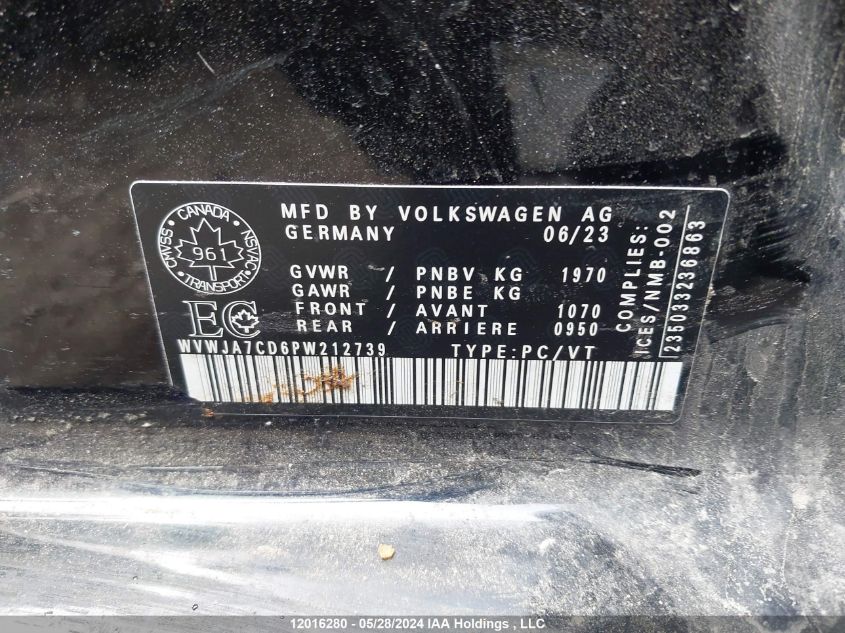 CANADA
CMVSS NSVAC
961
TRANSPORT
EC
MFD BY VOLKSWAGEN AG
GERMANY 06/23
GVWR / PNBV KG 1970
GAWR / PNBE KG
FRONT / AVANT 1070
REAR / ARRIERE 0950
WVWJA7CD6PW212739 TYPE:PC/VT
COMPLIES:
ICES/NMB-002
235033236863
12016280 - 05/28/2024 IAA Holdings, LLC